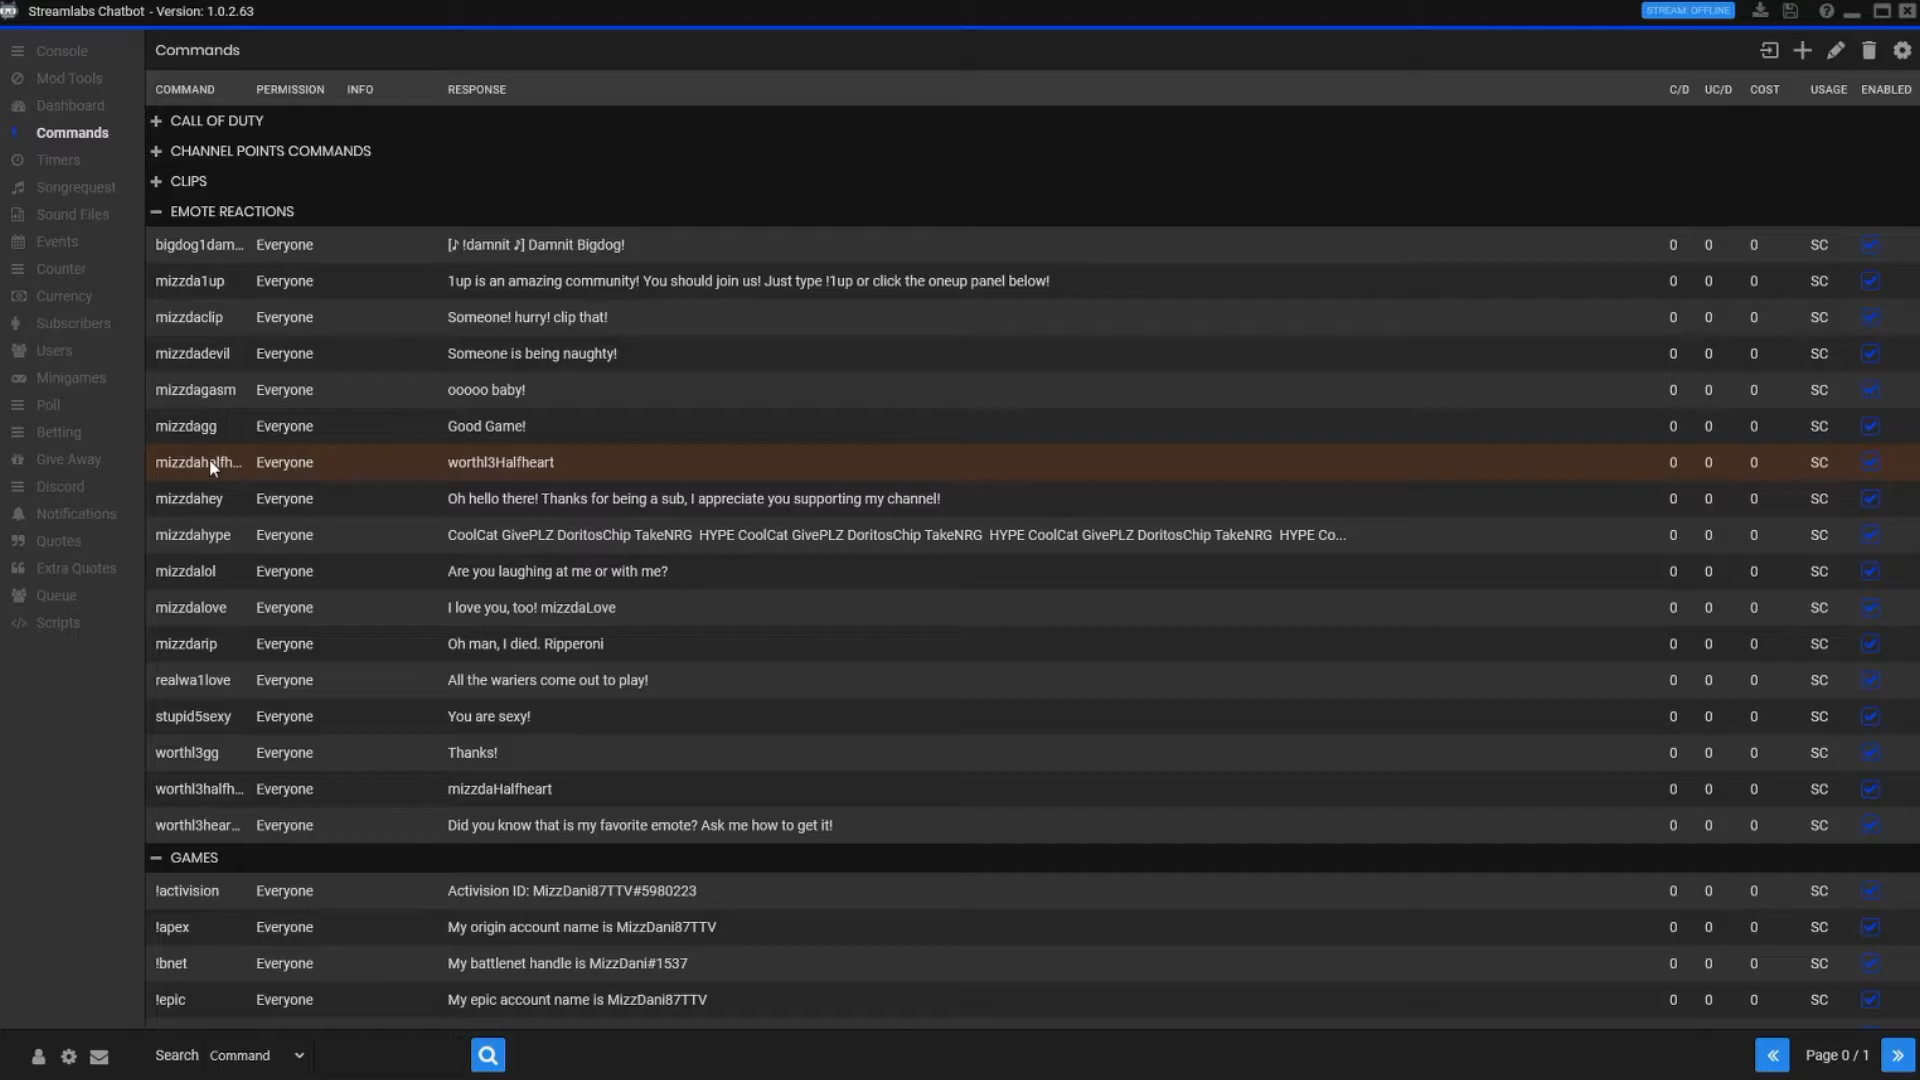 Streamlabs Chatbot - Version: 1.0.2.63
STREAM: OFFLINE
Console
Mod Tools
Dashboard
Commands
Timers
Songrequest
Sound Files
Events
Counter
Currency
Subscribers
Users
Minigames
Poll
Betting
Give Away
Discord
Notifications
Quotes
Extra Quotes
Queue
Scripts
Commands
COMMAND PERMISSION INFO RESPONSE C/D UC/D COST USAGE ENABLED
+ CALL OF DUTY
+ CHANNEL POINTS COMMANDS
+ CLIPS
− EMOTE REACTIONS
bigdog1dam... Everyone [♪ !damnit ♪] Damnit Bigdog! 0 0 0 SC
mizzda1up Everyone 1up is an amazing community! You should join us! Just type !1up or click the oneup panel below! 0 0 0 SC
mizzdaclip Everyone Someone! hurry! clip that! 0 0 0 SC
mizzdadevil Everyone Someone is being naughty! 0 0 0 SC
mizzdagasm Everyone ooooo baby! 0 0 0 SC
mizzdagg Everyone Good Game! 0 0 0 SC
mizzdahalfh... Everyone worthl3Halfheart 0 0 0 SC
mizzdahey Everyone Oh hello there! Thanks for being a sub, I appreciate you supporting my channel! 0 0 0 SC
mizzdahype Everyone CoolCat GivePLZ DoritosChip TakeNRG HYPE CoolCat GivePLZ DoritosChip TakeNRG HYPE CoolCat GivePLZ DoritosChip TakeNRG HYPE Co... 0 0 0 SC
mizzdalol Everyone Are you laughing at me or with me? 0 0 0 SC
mizzdalove Everyone I love you, too! mizzdaLove 0 0 0 SC
mizzdarip Everyone Oh man, I died. Ripperoni 0 0 0 SC
realwa1love Everyone All the wariers come out to play! 0 0 0 SC
stupid5sexy Everyone You are sexy! 0 0 0 SC
worthl3gg Everyone Thanks! 0 0 0 SC
worthl3halfh... Everyone mizzdaHalfheart 0 0 0 SC
worthl3hear... Everyone Did you know that is my favorite emote? Ask me how to get it! 0 0 0 SC
− GAMES
!activision Everyone Activision ID: MizzDani87TTV#5980223 0 0 0 SC
!apex Everyone My origin account name is MizzDani87TTV 0 0 0 SC
!bnet Everyone My battlenet handle is MizzDani#1537 0 0 0 SC
!epic Everyone My epic account name is MizzDani87TTV 0 0 0 SC
Search Command
Page 0 / 1